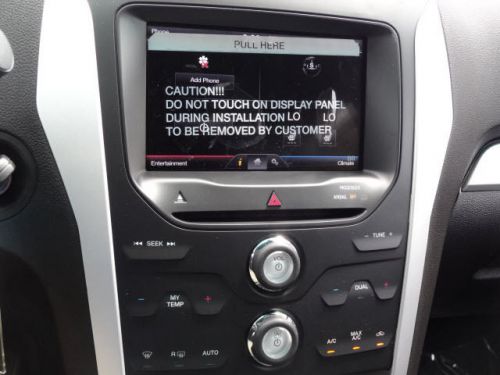 Phone
PULL HERE
Add Phone
CAUTION!!!
DO NOT TOUCH ON DISPLAY PANEL
DURING INSTALLATION
LO LO
TO BE REMOVED BY CUSTOMER
Entertainment i Climate
SEEK
TUNE
VOL
MY TEMP
DUAL
R AUTO
A/C MAX A/C